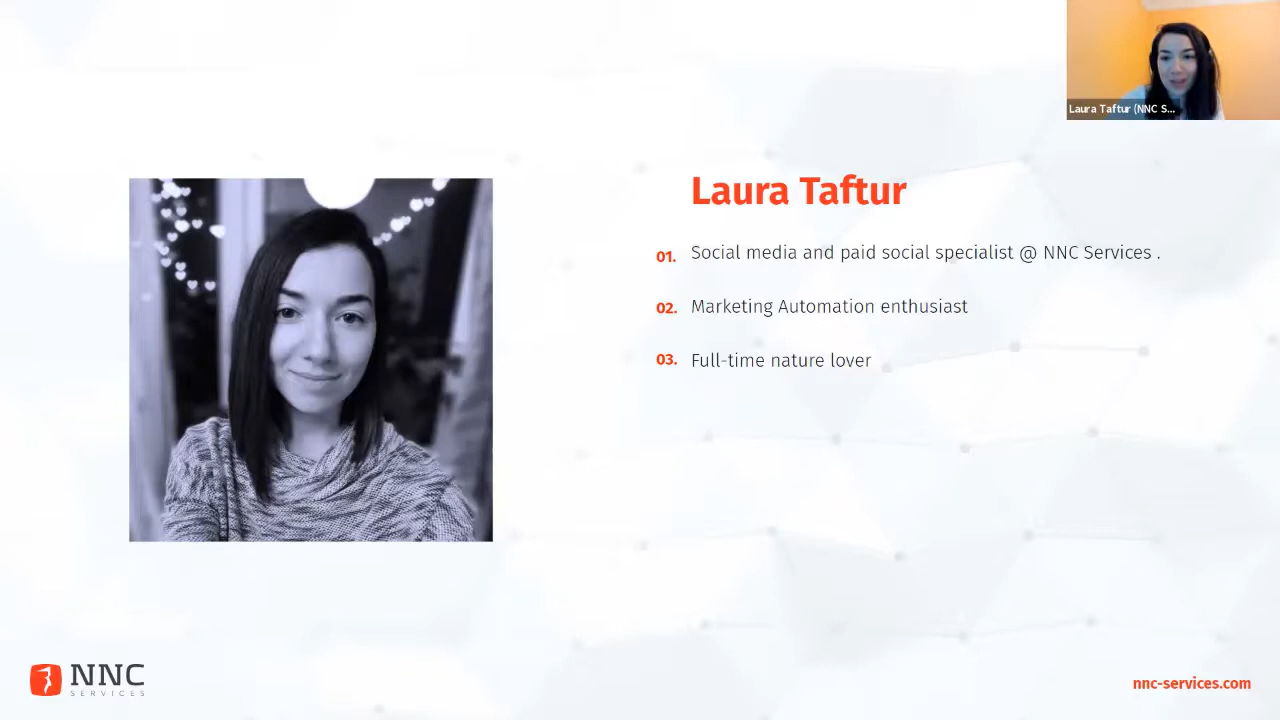 Laura Taftur (NNC S...
Laura Taftur
01. Social media and paid social specialist @ NNC Services .
02. Marketing Automation enthusiast
03. Full-time nature lover
NNC
SERVICES
nnc-services.com